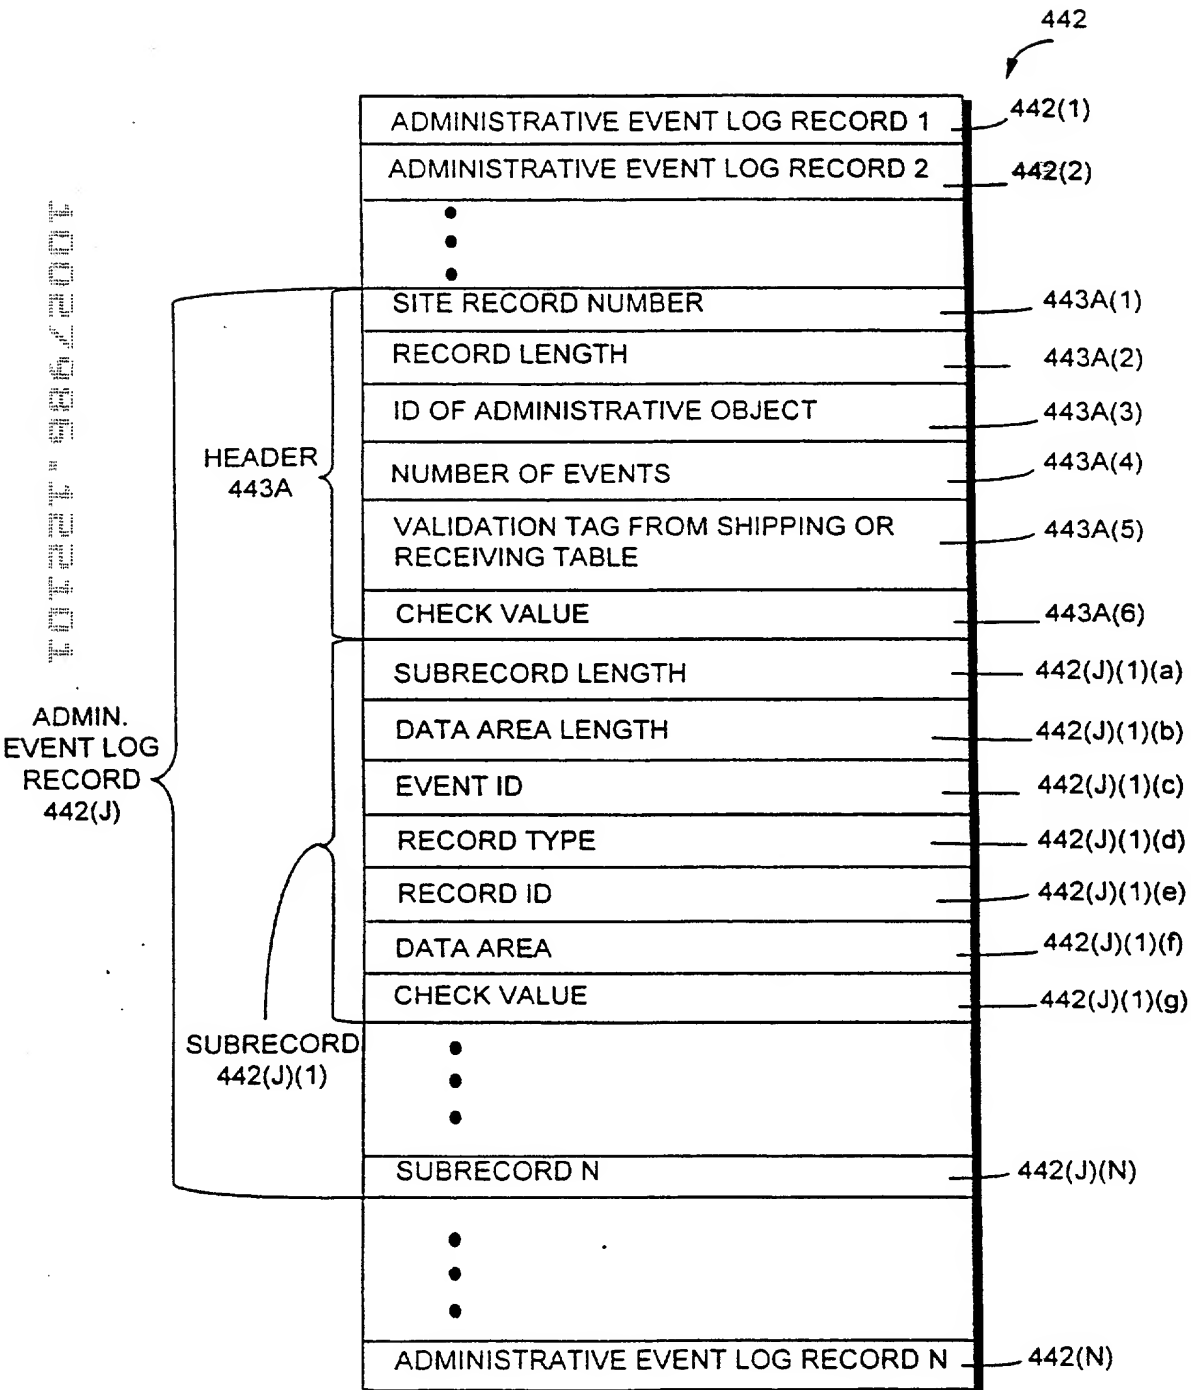 442
ADMINISTRATIVE EVENT LOG RECORD 1 442(1)
ADMINISTRATIVE EVENT LOG RECORD 2 442(2)
SITE RECORD NUMBER 443A(1)
RECORD LENGTH 443A(2)
ID OF ADMINISTRATIVE OBJECT 443A(3)
HEADER
443A
NUMBER OF EVENTS 443A(4)
VALIDATION TAG FROM SHIPPING OR
RECEIVING TABLE
443A(5)
CHECK VALUE 443A(6)
SUBRECORD LENGTH 442(J)(1)(a)
ADMIN.
EVENT LOG
RECORD
442(J)
DATA AREA LENGTH 442(J)(1)(b)
EVENT ID 442(J)(1)(c)
RECORD TYPE 442(J)(1)(d)
RECORD ID 442(J)(1)(e)
DATA AREA 442(J)(1)(f)
CHECK VALUE 442(J)(1)(g)
SUBRECORD
442(J)(1)
SUBRECORD N 442(J)(N)
ADMINISTRATIVE EVENT LOG RECORD N 442(N)